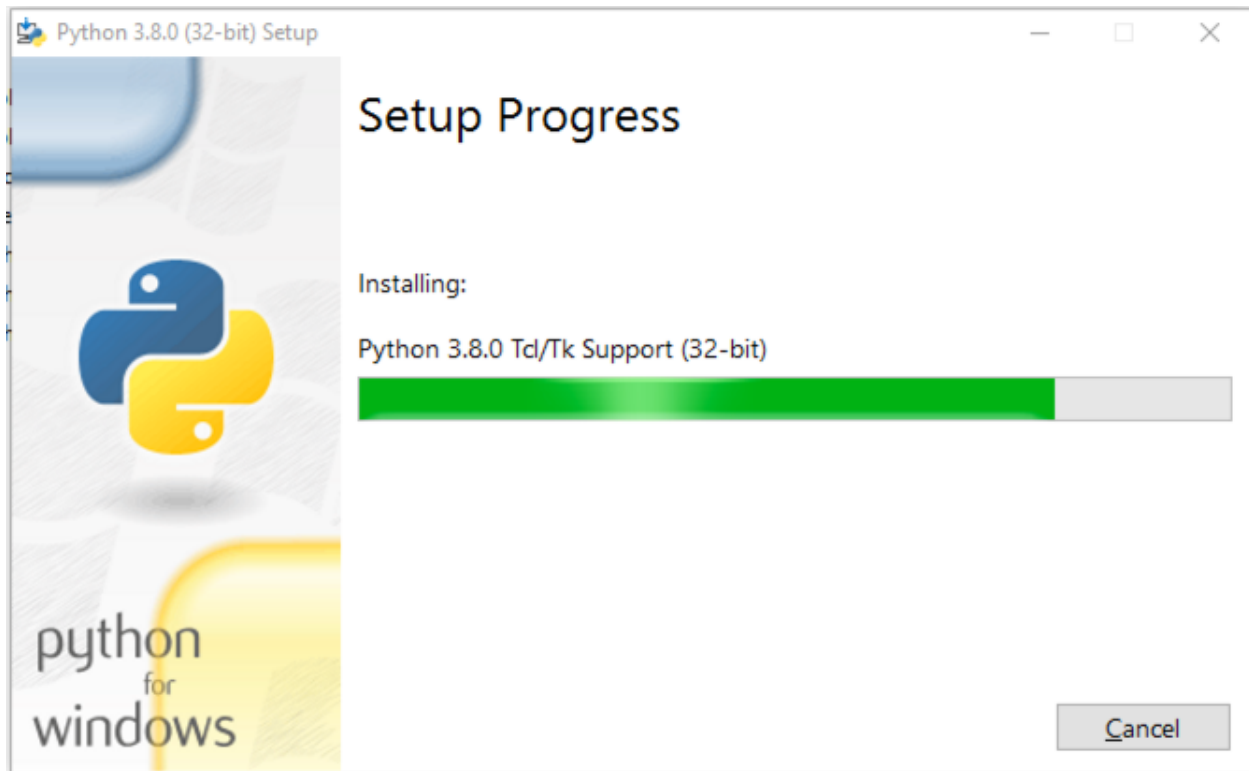 Python 3.8.0 (32-bit) Setup
Setup Progress
Installing:
Python 3.8.0 Tcl/Tk Support (32-bit)
python
for
windows
Cancel